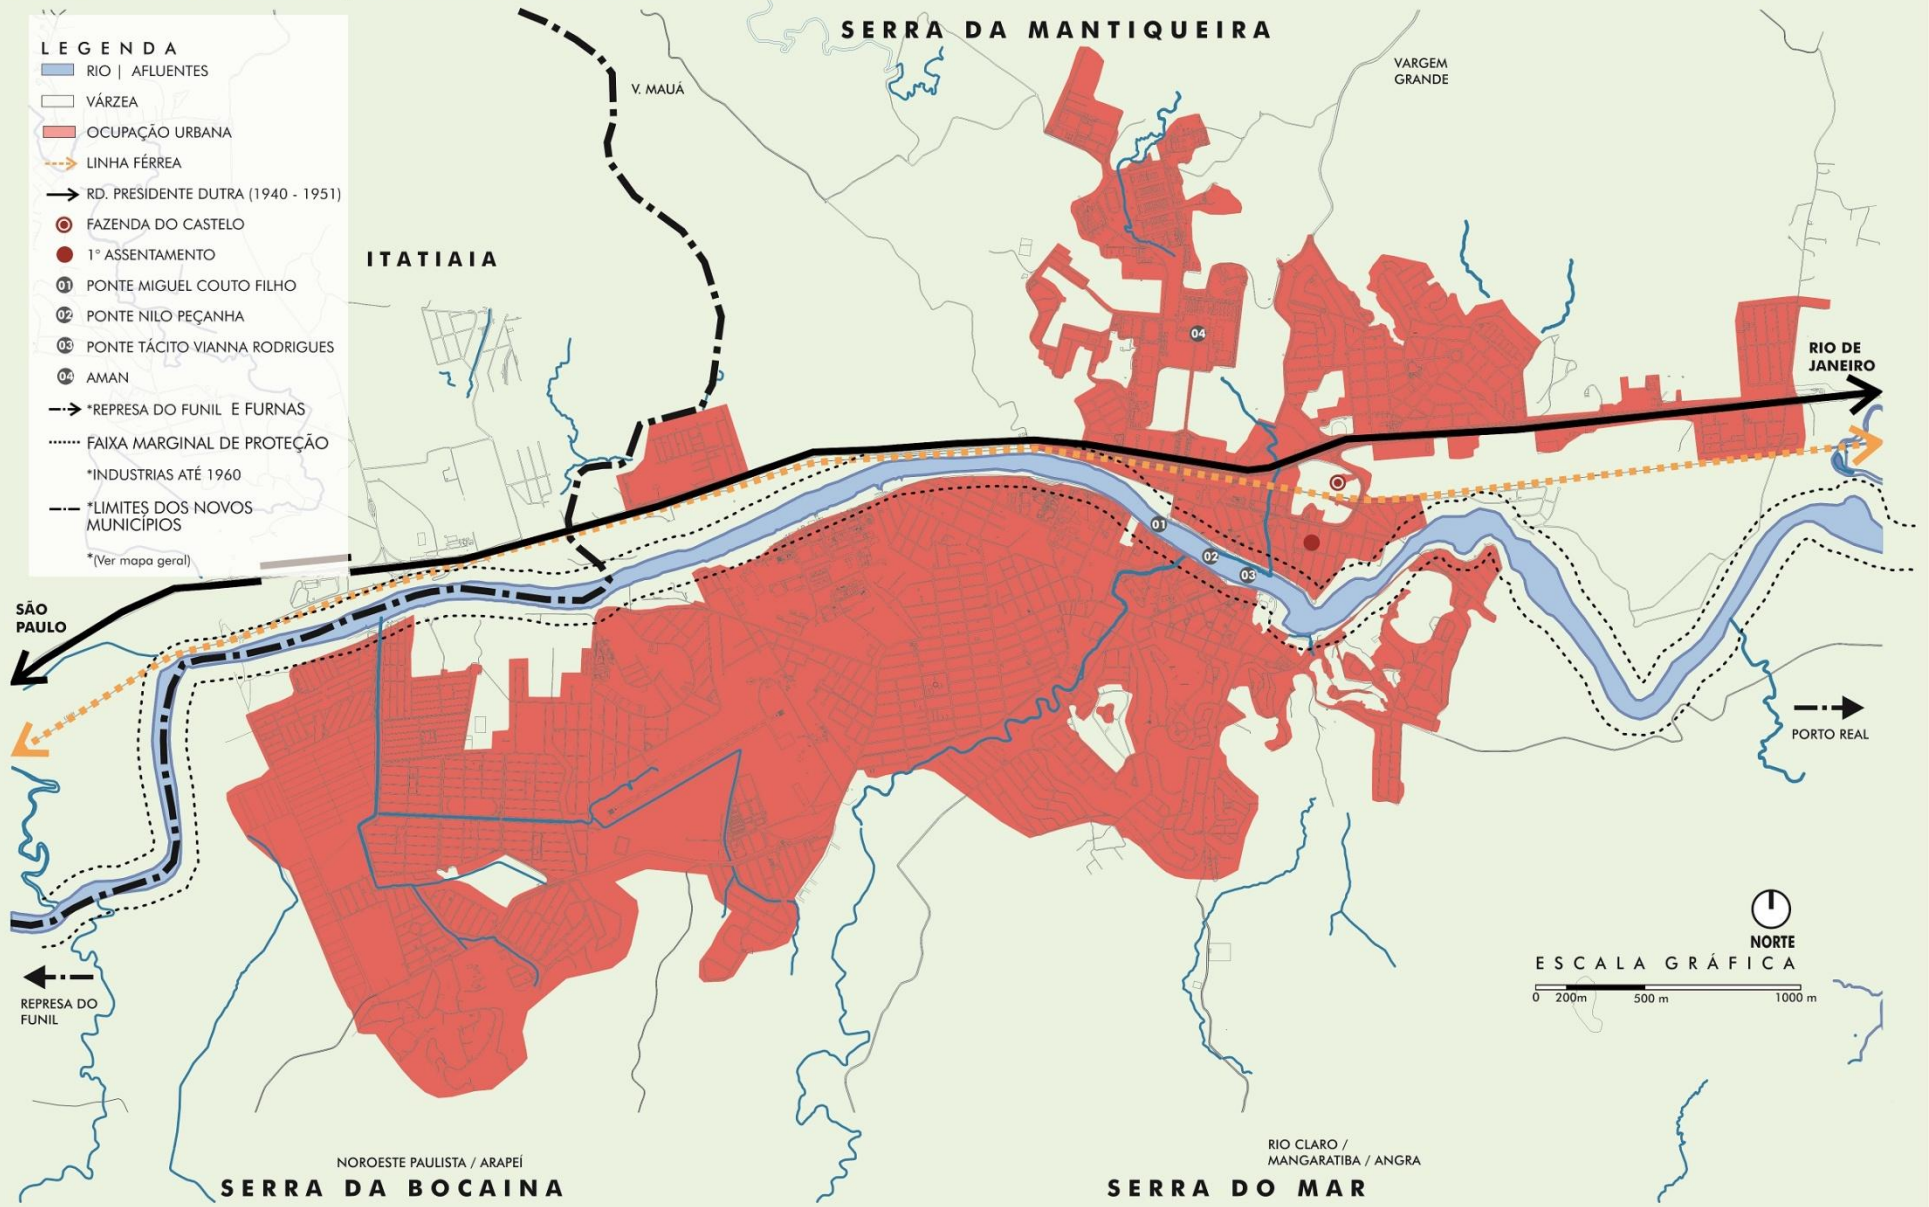 SERRA DA MANTIQUEIRA
LEGENDA
RIO | AFLUENTES
VÁRZEA
OCUPAÇÃO URBANA
LINHA FÉRREA
RD. PRESIDENTE DUTRA (1940 - 1951)
FAZENDA DO CASTELO
1° ASSENTAMENTO
01 PONTE MIGUEL COUTO FILHO
02 PONTE NILO PEÇANHA
03 PONTE TÁCITO VIANNA RODRIGUES
04 AMAN
*REPRESA DO FUNIL E FURNAS
FAIXA MARGINAL DE PROTEÇÃO
*INDUSTRIAS ATÉ 1960
*LIMITES DOS NOVOS
MUNICÍPIOS
*(Ver mapa geral)
V. MAUÁ
VARGEM
GRANDE
ITATIAIA
04
RIO DE
JANEIRO
01
02
03
SÃO
PAULO
PORTO REAL
NORTE
ESCALA GRÁFICA
0 200m 500 m 1000 m
REPRESA DO
FUNIL
NOROESTE PAULISTA / ARAPEÍ
SERRA DA BOCAINA
RIO CLARO /
MANGARATIBA / ANGRA
SERRA DO MAR